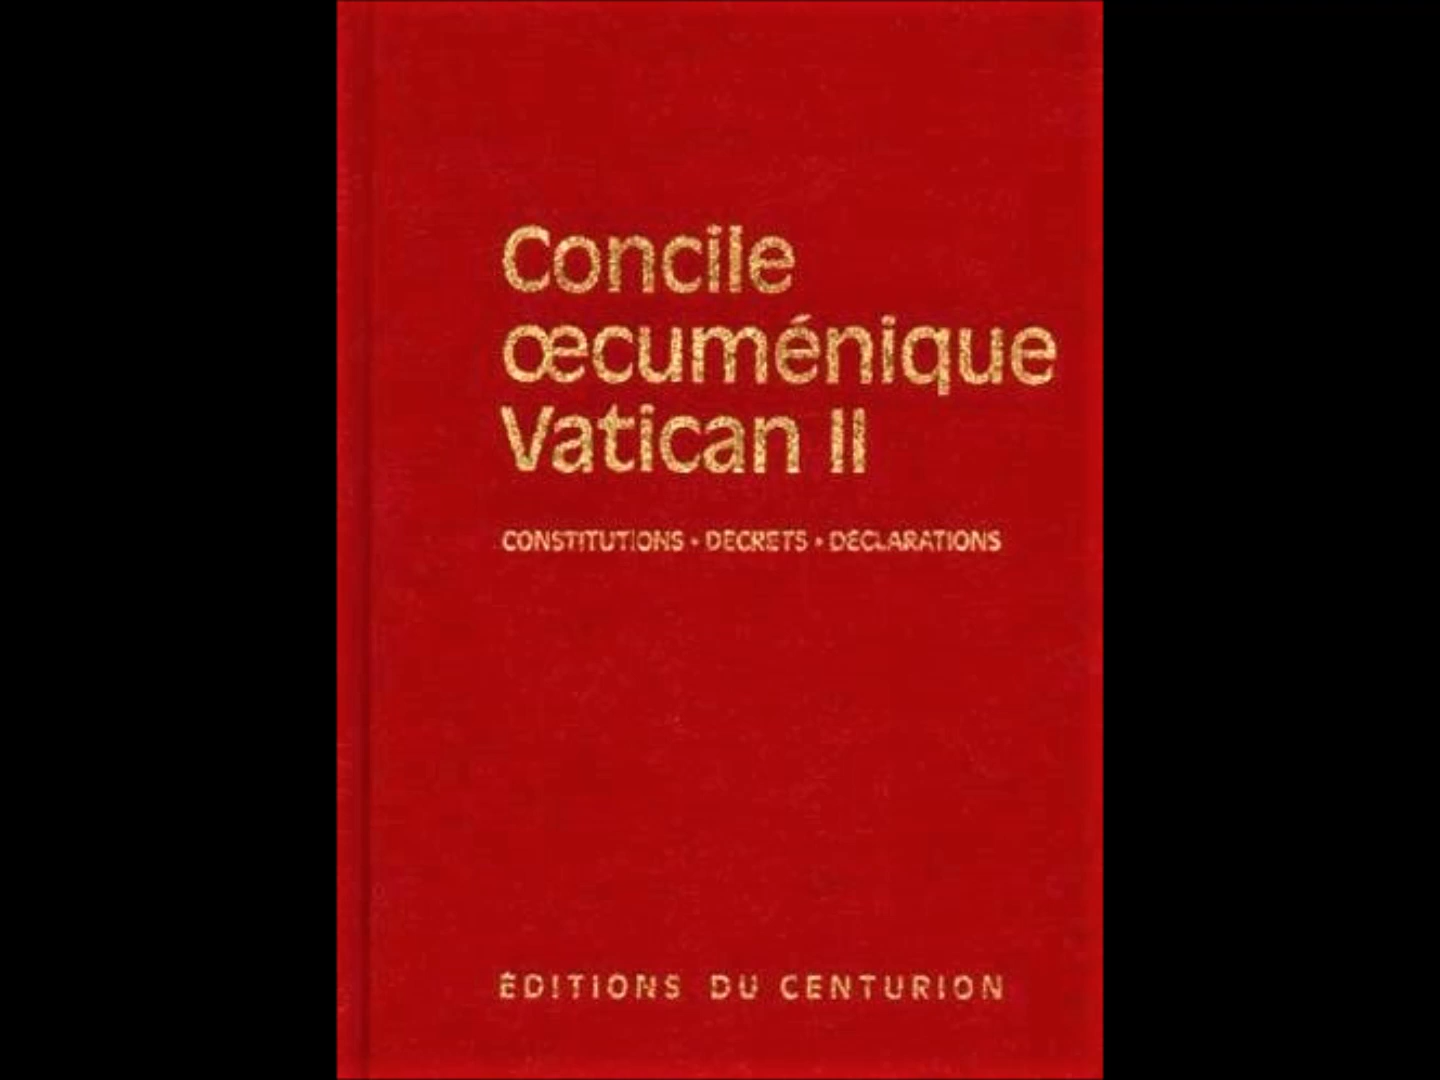 Concile
œcuménique
Vatican II
CONSTITUTIONS • DECRETS • DECLARATIONS
ÉDITIONS DU CENTURION